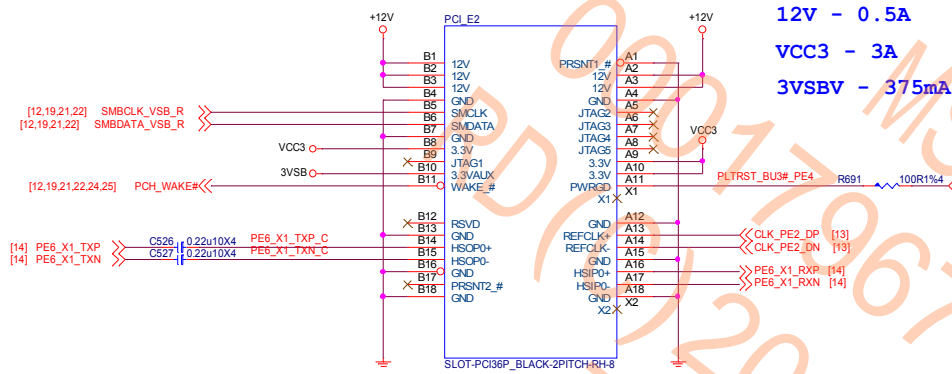 +12V PCI_E2 +12V 12V - 0.5A
VCC3 - 3A
3VSBV - 375mA
B1 12V PRSNT1_# A1
B2 12V 12V A2
B3 12V 12V A3
B4 GND GND A4
[12,19,21,22] SMBCLK_VSB_R B5 SMCLK JTAG2 A5
[12,19,21,22] SMBDATA_VSB_R B6 SMDATA JTAG3 A6
B7 GND JTAG4 A7
VCC3 B8 3.3V JTAG5 A8 VCC3
B9 JTAG1 3.3V A9
3VSB B10 3.3VAUX 3.3V A10
[12,19,21,22,24,25] PCH_WAKE# B11 WAKE_# PWRGD A11 PLTRST_BU3#_PE4 R691 100R1%4
X1 X1
B12 RSVD GND A12
B13 GND REFCLK+ A13 CLK_PE2_DP [13]
[14] PE6_X1_TXP C526 0.22u10X4 PE6_X1_TXP_C B14 HSOP0+ REFCLK- A14 CLK_PE2_DN [13]
[14] PE6_X1_TXN C527 0.22u10X4 PE6_X1_TXN_C B15 HSOP0- GND A15
B16 GND HSIP0+ A16 PE6_X1_RXP [14]
B17 PRSNT2_# HSIP0- A17 PE6_X1_RXN [14]
B18 GND GND A18
X2 X2
SLOT-PCI36P_BLACK-2PITCH-RH-8